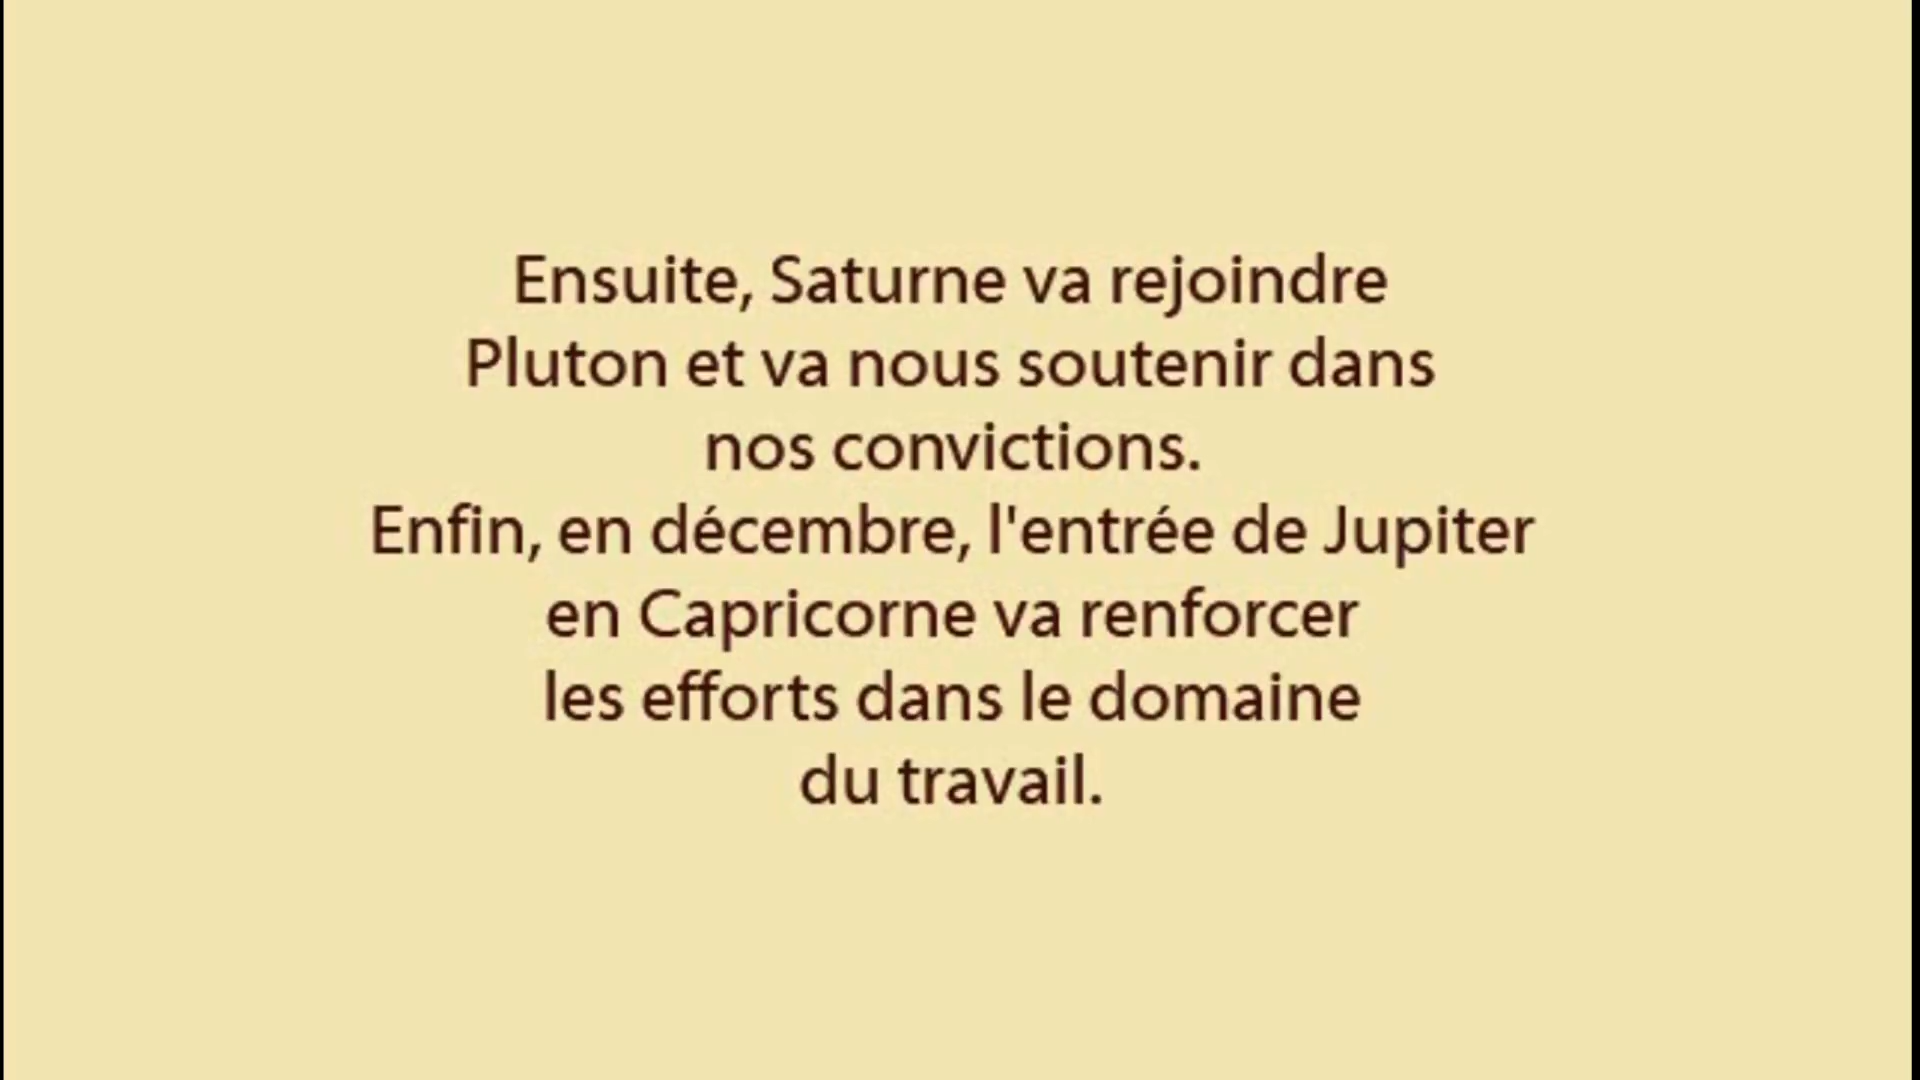 Ensuite, Saturne va rejoindre
Pluton et va nous soutenir dans
nos convictions.
Enfin, en décembre, l'entrée de Jupiter
en Capricorne va renforcer
les efforts dans le domaine
du travail.